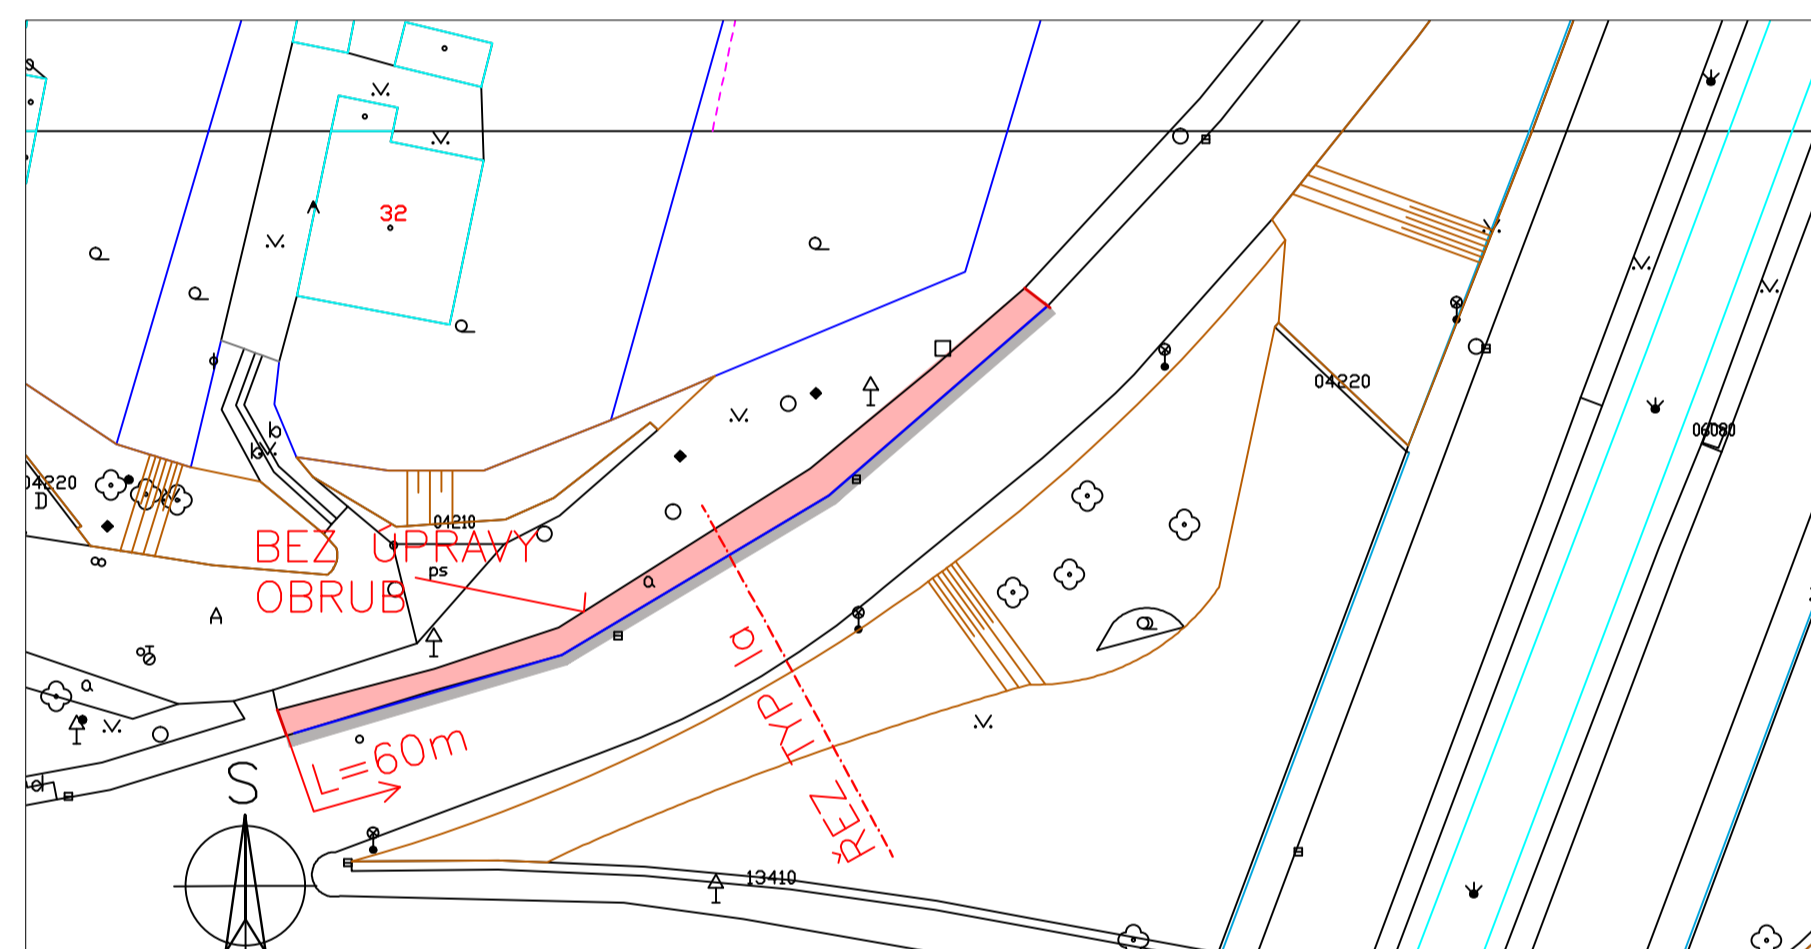 32
04220
b
b
04220
D
06080
04210
BEZ ÚPRAVY
OBRUB
ps
a
A
a
L=60m
ŘEZ TYP Ia
d
S
13410